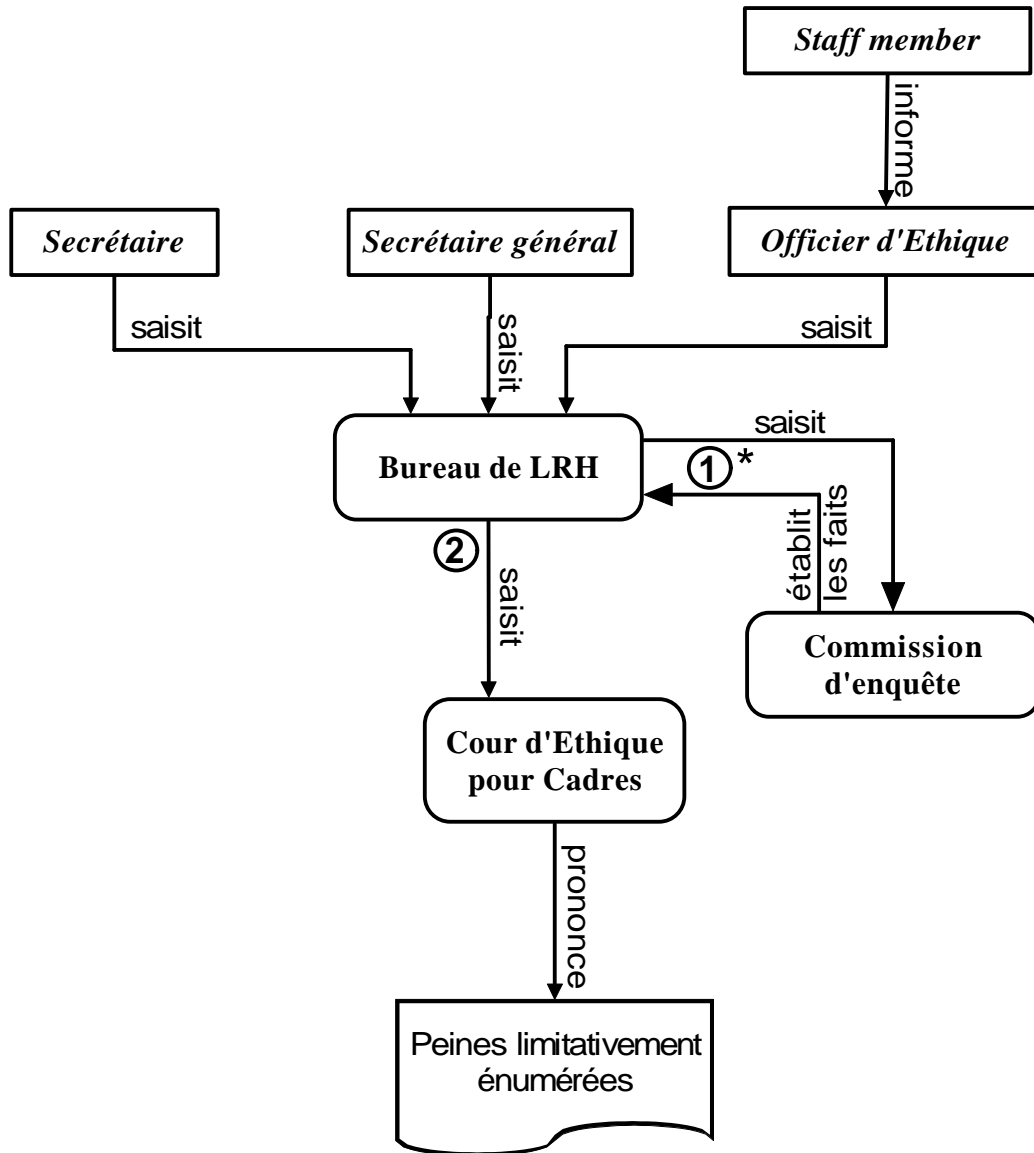 Staff member
informe
Secrétaire
Secrétaire général
Officier d'Ethique
saisit
saisit
saisit
saisit
Bureau de LRH
1 *
établit
les faits
2
saisit
Commission
d'enquête
Cour d'Ethique
pour Cadres
prononce
Peines limitativement
énumérées